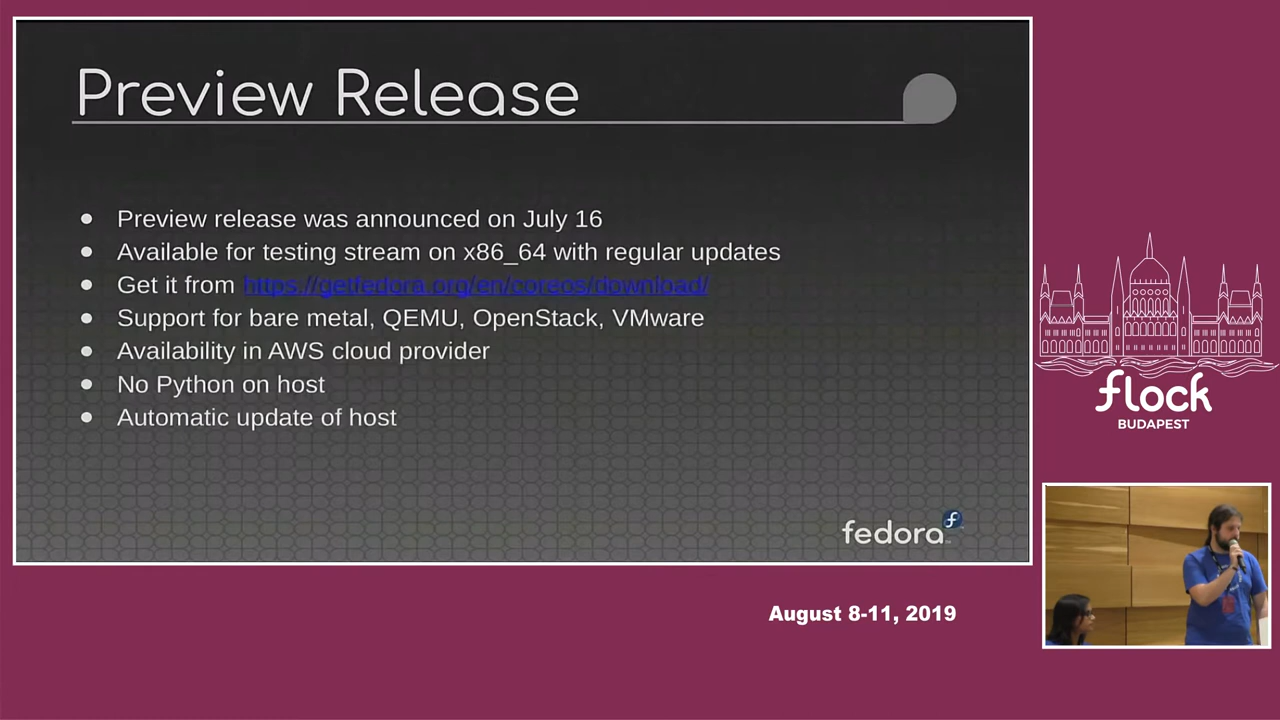 Preview Release
Preview release was announced on July 16
Available for testing stream on x86_64 with regular updates
Get it from https://getfedora.org/en/coreos/download/
Support for bare metal, QEMU, OpenStack, VMware
Availability in AWS cloud provider
No Python on host
Automatic update of host
fedora
flock
BUDAPEST
August 8-11, 2019